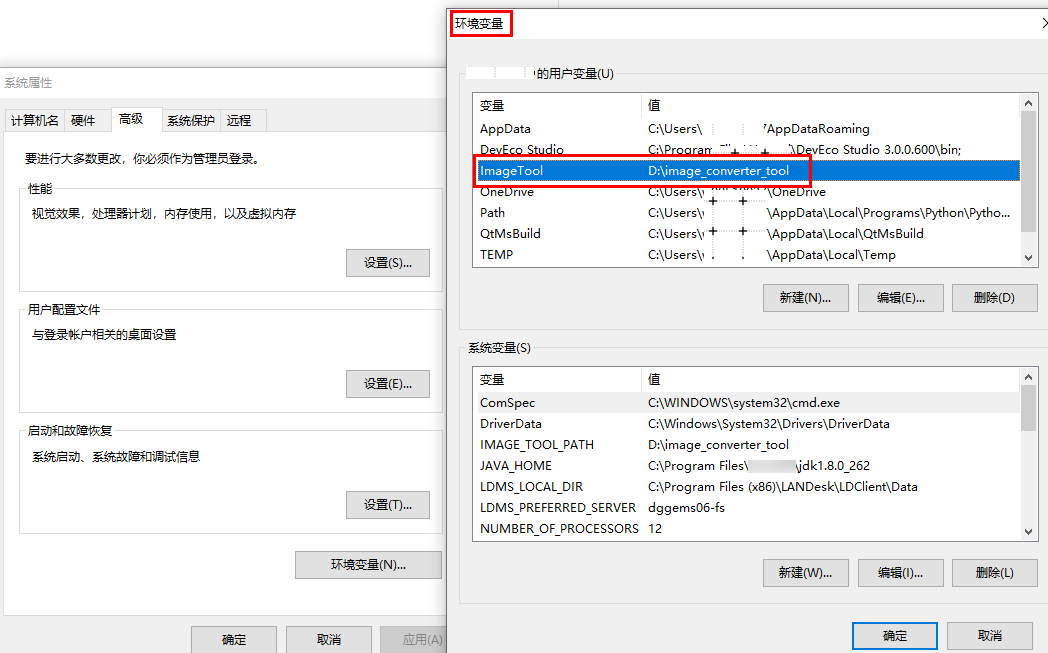 系统属性
计算机名 硬件 高级 系统保护 远程
要进行大多数更改，你必须作为管理员登录。
性能
视觉效果，处理器计划，内存使用，以及虚拟内存
设置(S)...
用户配置文件
与登录帐户相关的桌面设置
设置(E)...
启动和故障恢复
系统启动、系统故障和调试信息
设置(T)...
环境变量(N)...
确定 取消 应用(A)
环境变量
的用户变量(U)
变量 值
AppData C:\Users\ AppDataRoaming
DevEco Studio C:\Program \DevEco Studio 3.0.0.600\bin;
ImageTool D:\image_converter_tool
OneDrive C:\Users\ \OneDrive
Path C:\Users\ \AppData\Local\Programs\Python\Pytho...
QtMsBuild C:\Users\ \AppData\Local\QtMsBuild
TEMP C:\Users\ \AppData\Local\Temp
新建(N)... 编辑(E)... 删除(D)
系统变量(S)
变量 值
ComSpec C:\WINDOWS\system32\cmd.exe
DriverData C:\Windows\System32\Drivers\DriverData
IMAGE_TOOL_PATH D:\image_converter_tool
JAVA_HOME C:\Program Files\ \jdk1.8.0_262
LDMS_LOCAL_DIR C:\Program Files (x86)\LANDesk\LDClient\Data
LDMS_PREFERRED_SERVER dggems06-fs
NUMBER_OF_PROCESSORS 12
新建(W)... 编辑(I)... 删除(L)
确定 取消